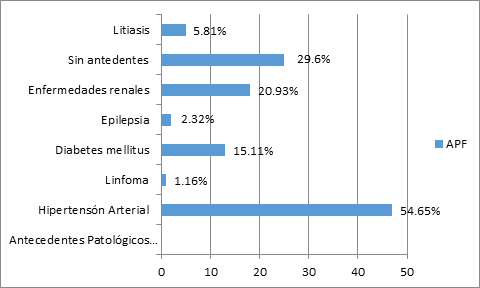 Litiasis 5.81%
Sin antedentes 29.6%
Enfermedades renales 20.93%
Epilepsia 2.32%
Diabetes mellitus 15.11%
Linfoma 1.16%
Hipertensón Arterial 54.65%
Antecedentes Patológicos...
0 10 20 30 40 50
APF